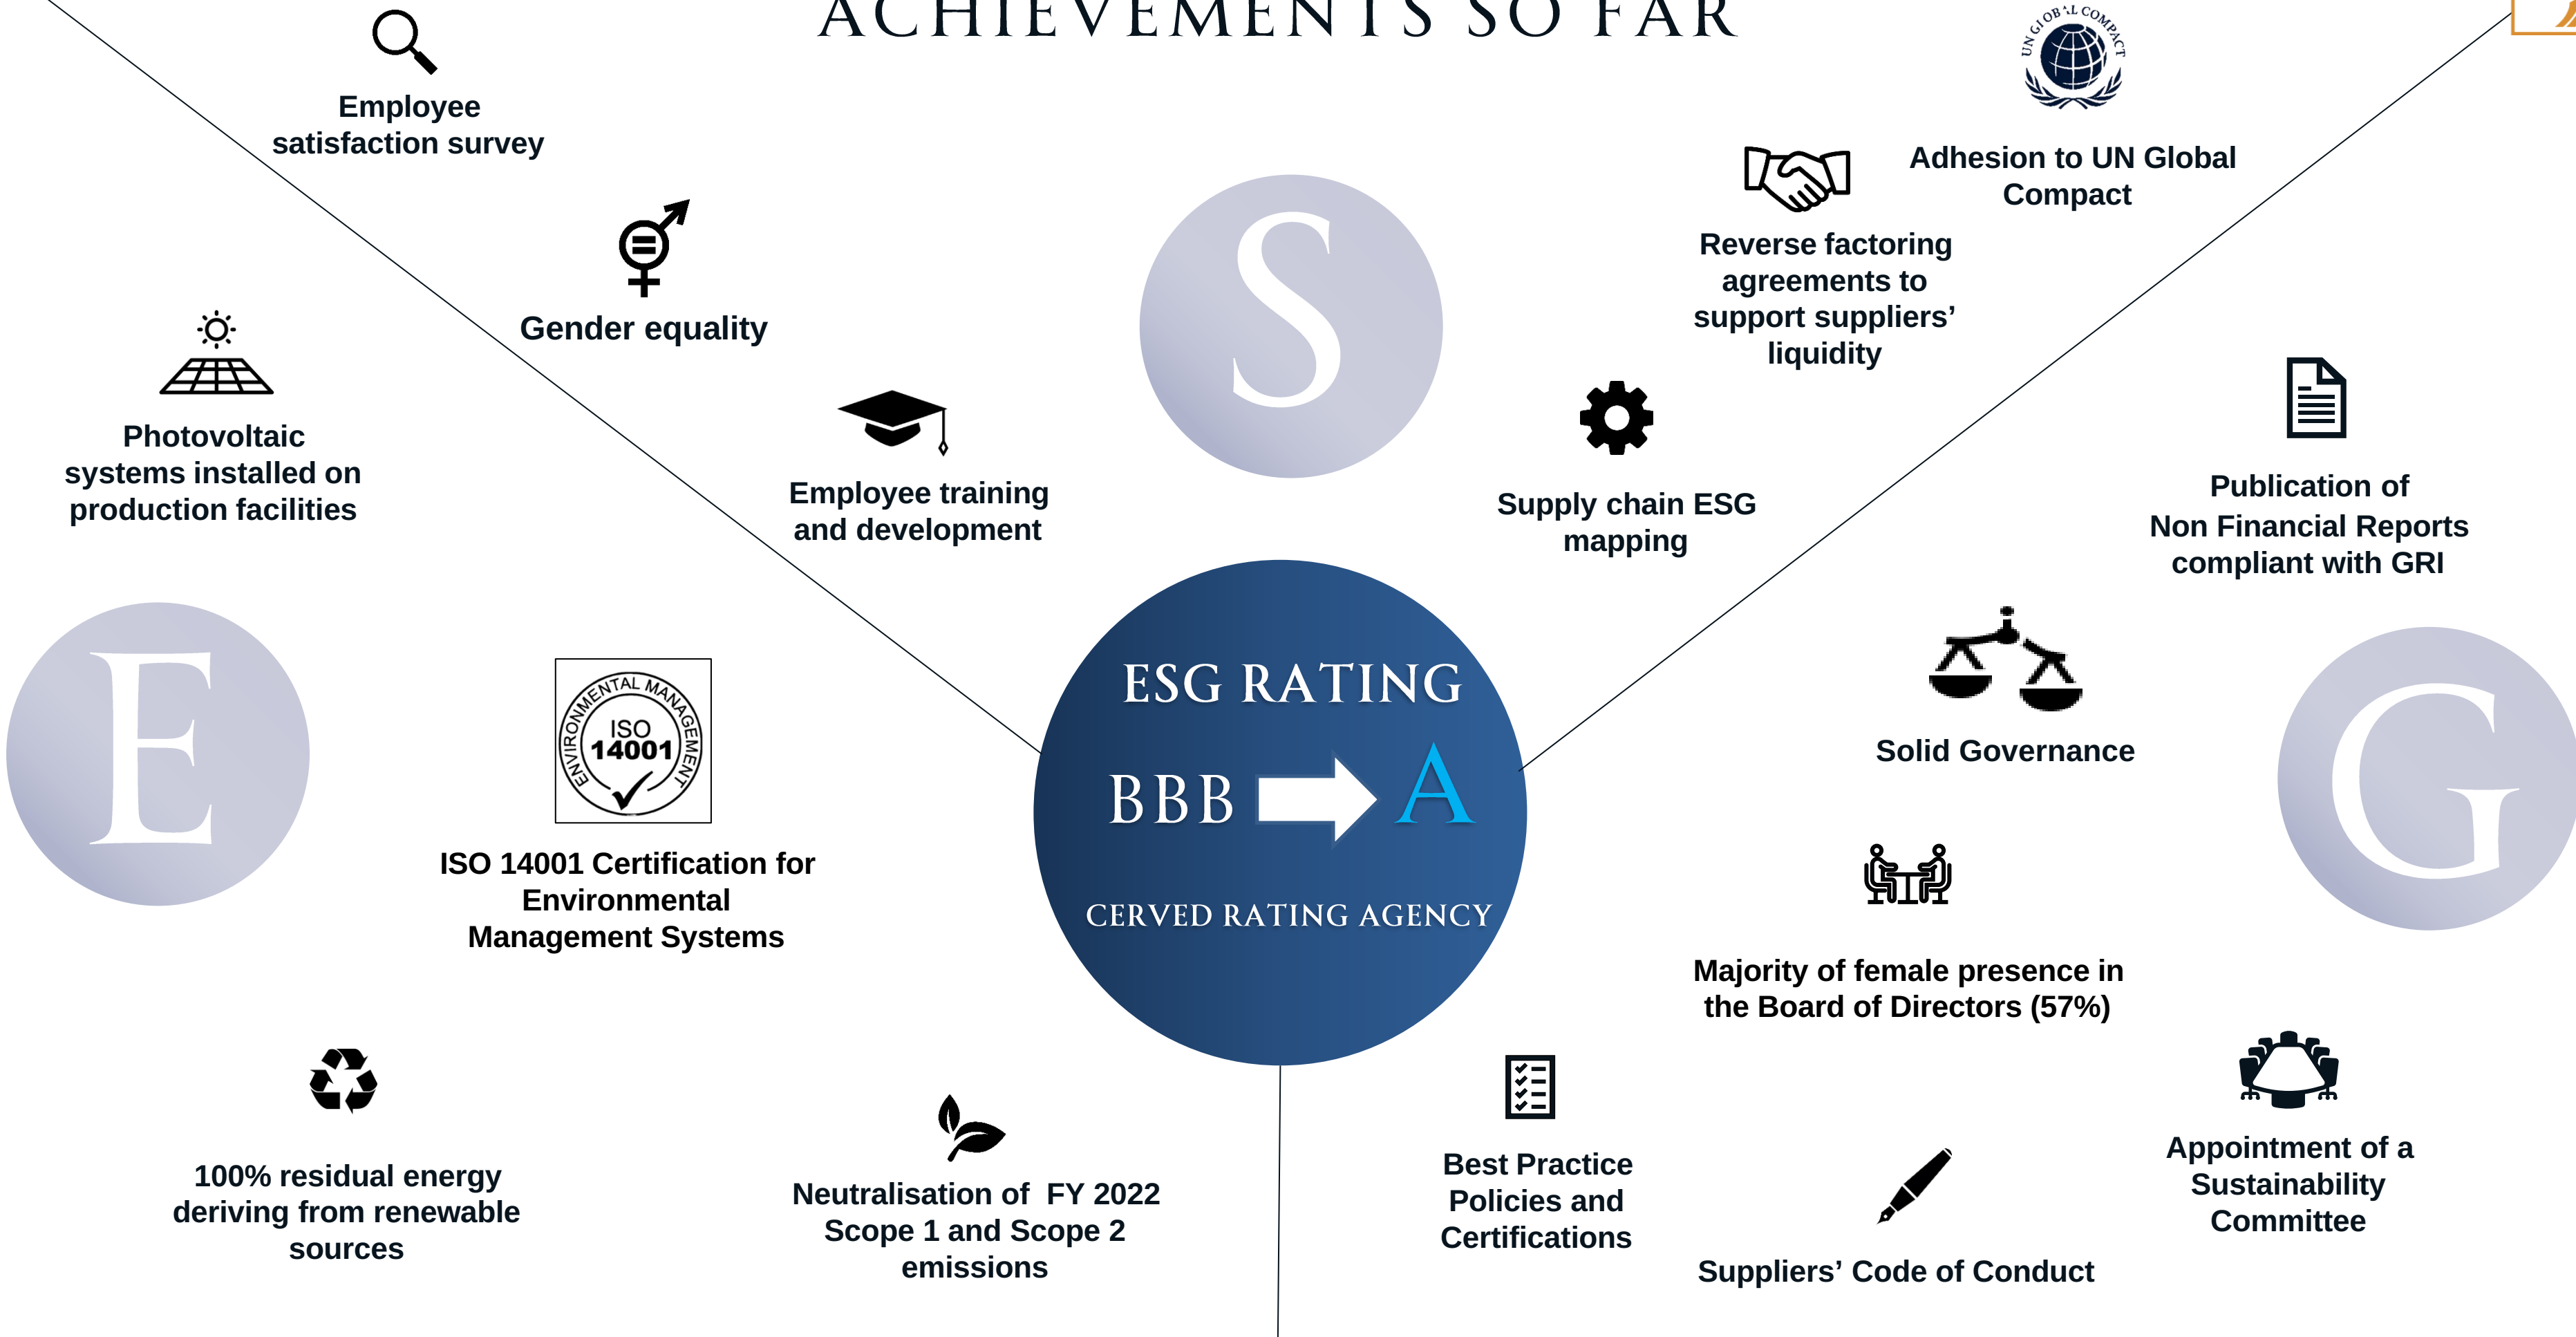 ACHIEVEMENTS SO FAR
Employee
satisfaction survey
Gender equality
Employee training
and development
S
UN GLOBAL COMPACT
Adhesion to UN Global
Compact
Reverse factoring
agreements to
support suppliers’
liquidity
Supply chain ESG
mapping
Photovoltaic
systems installed on
production facilities
E
ENVIRONMENTAL MANAGEMENT
ISO
14001
ISO 14001 Certification for
Environmental
Management Systems
100% residual energy
deriving from renewable
sources
Neutralisation of  FY 2022
Scope 1 and Scope 2
emissions
ESG RATING
BBB A
CERVED RATING AGENCY
Publication of
Non Financial Reports
compliant with GRI
Solid Governance
G
Majority of female presence in
the Board of Directors (57%)
Best Practice
Policies and
Certifications
Suppliers’ Code of Conduct
Appointment of a
Sustainability
Committee